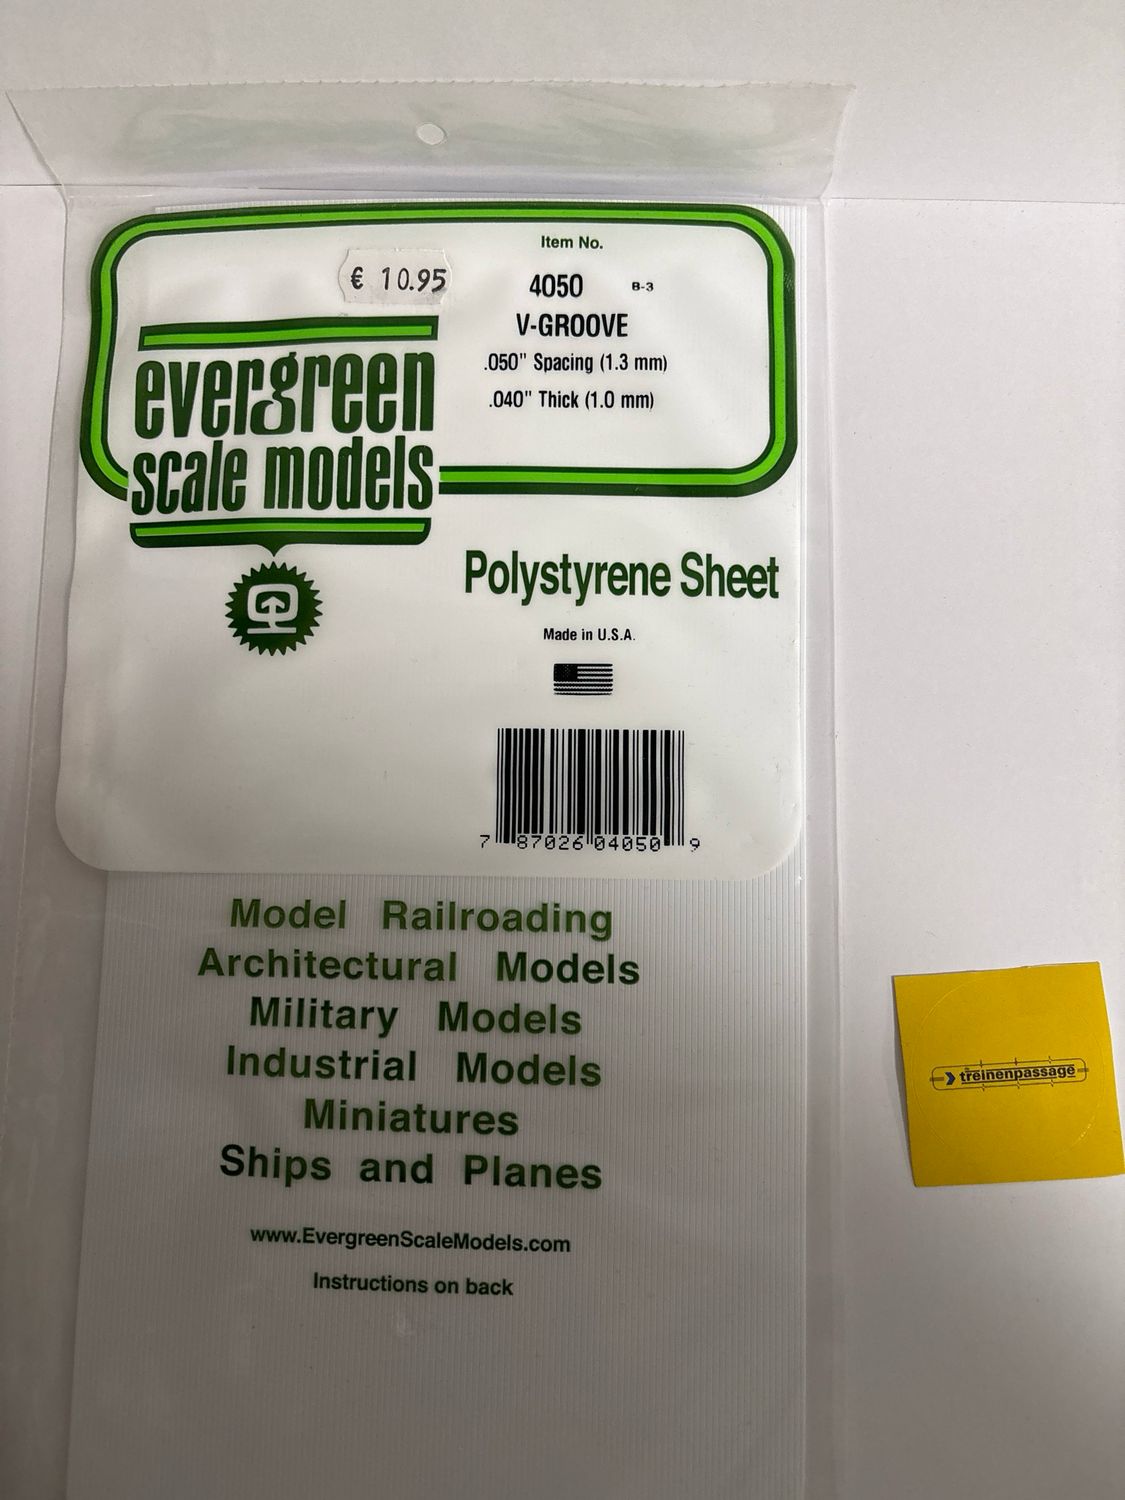 € 10.95
Item No.
4050 B-3
V-GROOVE
.050" Spacing (1.3 mm)
.040" Thick (1.0 mm)
evergreen
scale models
Polystyrene Sheet
Made in U.S.A.
7 87026 04050 9
Model Railroading
Architectural Models
Military Models
Industrial Models
Miniatures
Ships and Planes
www.EvergreenScaleModels.com
Instructions on back
de
treinenpassage